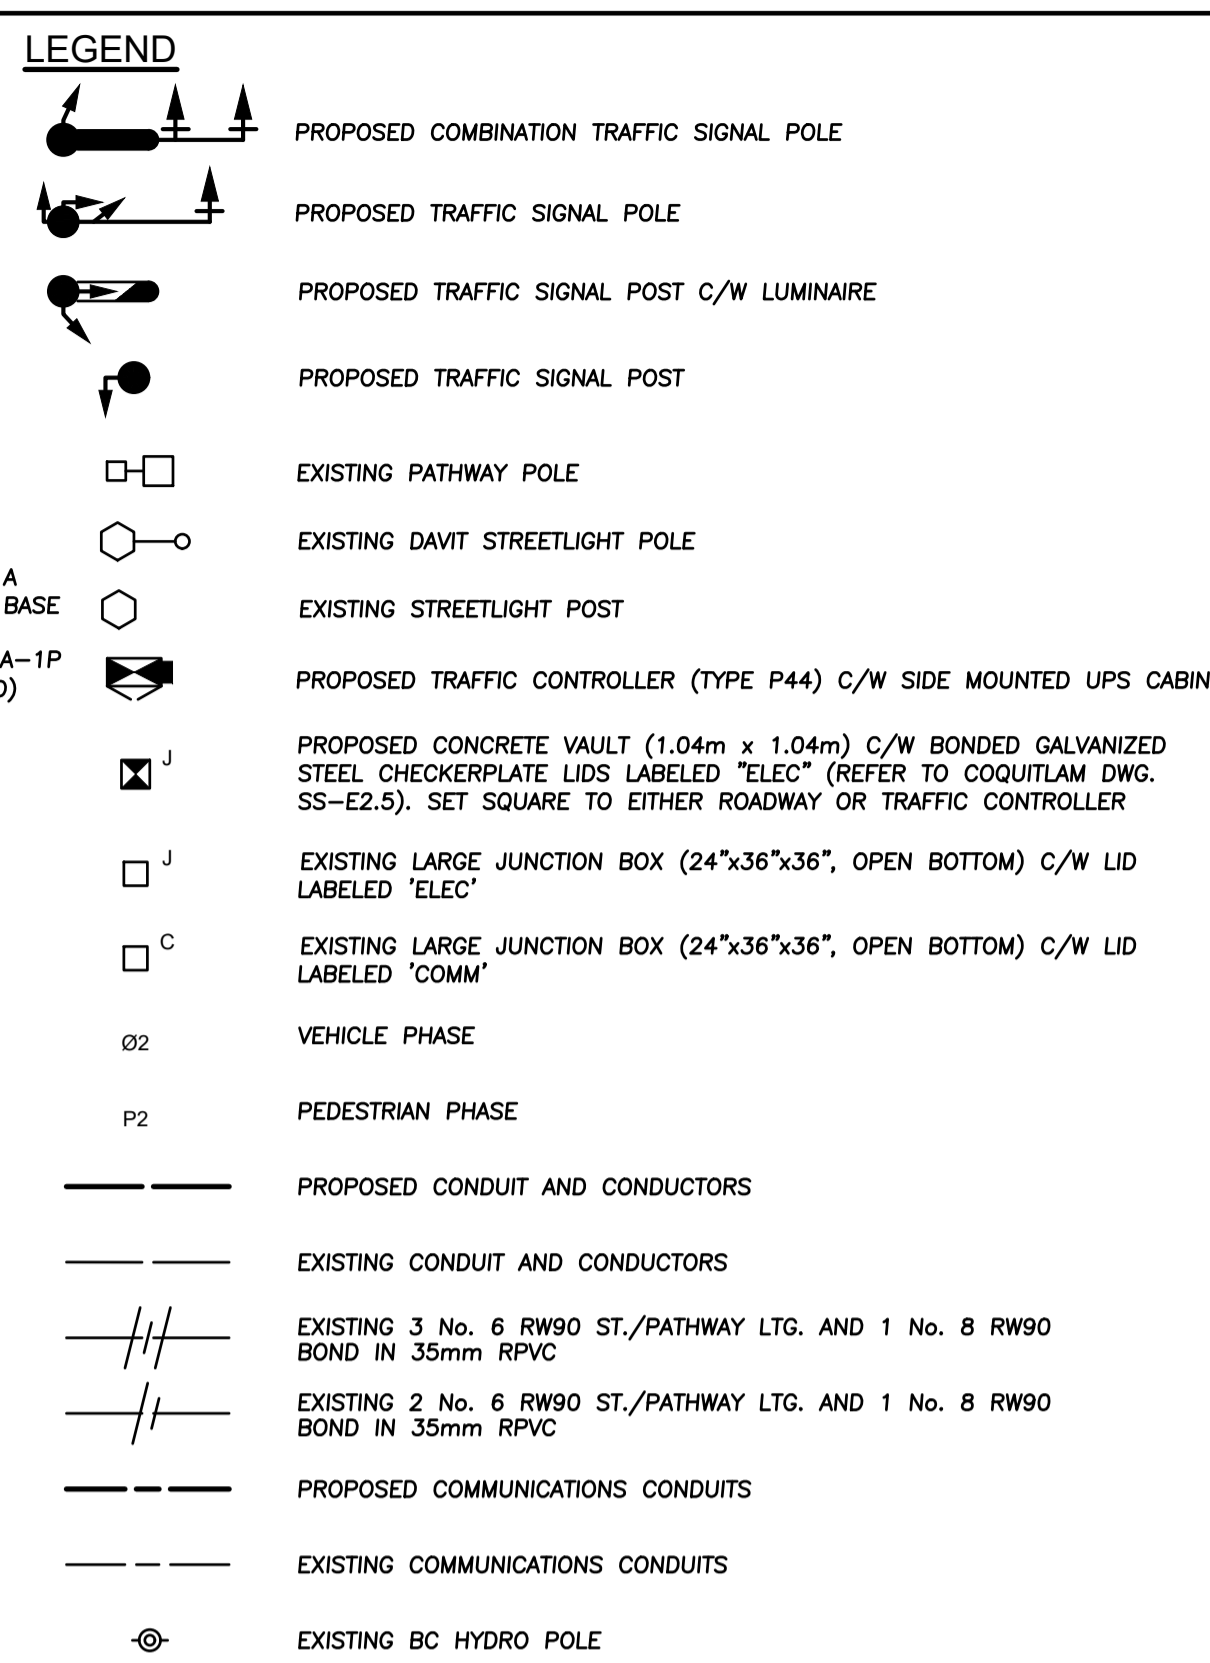 LEGEND
PROPOSED COMBINATION TRAFFIC SIGNAL POLE
PROPOSED TRAFFIC SIGNAL POLE
PROPOSED TRAFFIC SIGNAL POST C/W LUMINAIRE
PROPOSED TRAFFIC SIGNAL POST
EXISTING PATHWAY POLE
EXISTING DAVIT STREETLIGHT POLE
A
BASE
EXISTING STREETLIGHT POST
A-1P
PROPOSED TRAFFIC CONTROLLER (TYPE P44) C/W SIDE MOUNTED UPS CABIN
J
PROPOSED CONCRETE VAULT (1.04m x 1.04m) C/W BONDED GALVANIZED
STEEL CHECKERPLATE LIDS LABELED "ELEC" (REFER TO COQUITLAM DWG.
SS-E2.5). SET SQUARE TO EITHER ROADWAY OR TRAFFIC CONTROLLER
J
EXISTING LARGE JUNCTION BOX (24"x36"x36", OPEN BOTTOM) C/W LID
LABELED 'ELEC'
C
EXISTING LARGE JUNCTION BOX (24"x36"x36", OPEN BOTTOM) C/W LID
LABELED 'COMM'
Ø2 VEHICLE PHASE
P2 PEDESTRIAN PHASE
PROPOSED CONDUIT AND CONDUCTORS
EXISTING CONDUIT AND CONDUCTORS
EXISTING 3 No. 6 RW90 ST./PATHWAY LTG. AND 1 No. 8 RW90
BOND IN 35mm RPVC
EXISTING 2 No. 6 RW90 ST./PATHWAY LTG. AND 1 No. 8 RW90
BOND IN 35mm RPVC
PROPOSED COMMUNICATIONS CONDUITS
EXISTING COMMUNICATIONS CONDUITS
EXISTING BC HYDRO POLE